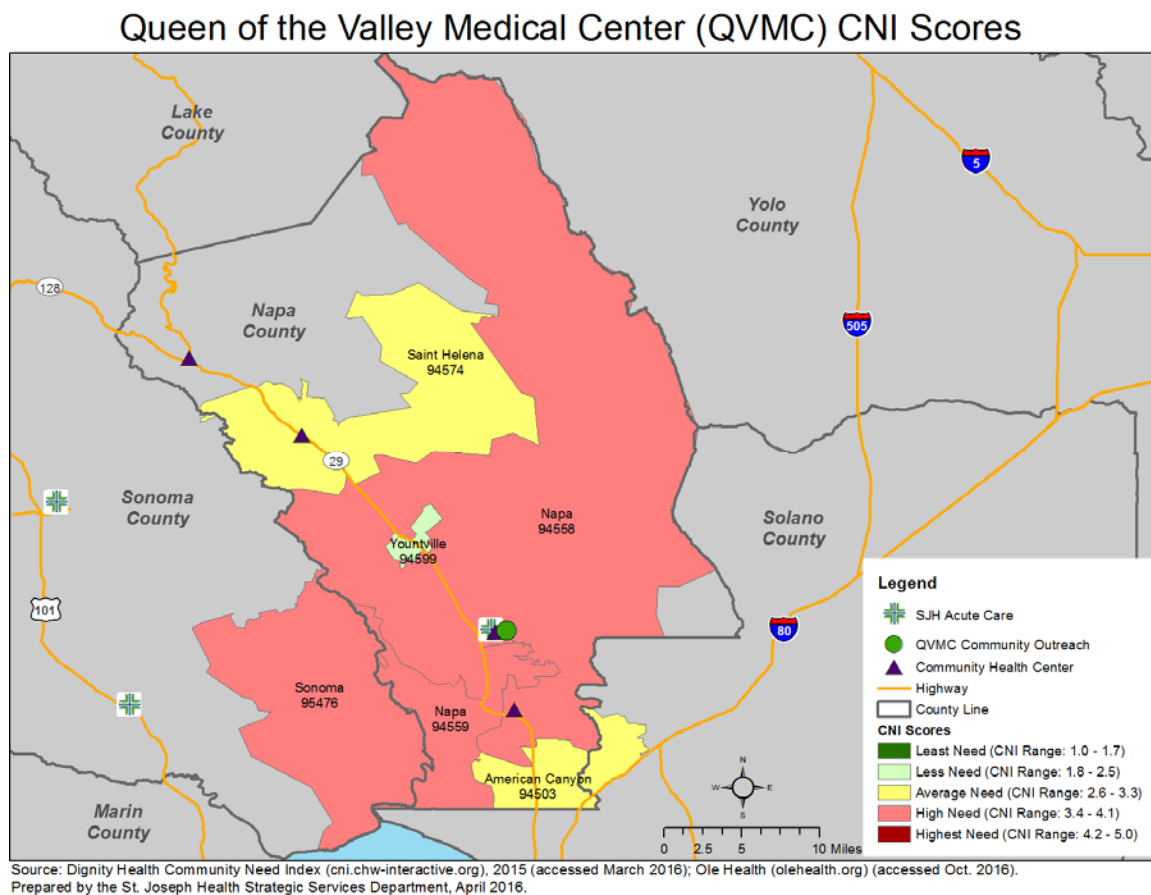 Queen of the Valley Medical Center (QVMC) CNI Scores
Lake
County
Yolo
County
5
128
Napa
County
505
Saint Helena
94574
29
Sonoma
County
Napa
94558
Solano
County
Yountville
94599
101
80
Sonoma
95476
Napa
94559
American Canyon
94503
Marin
County
N
W
E
S
0 2.5 5 10 Miles
Legend
SJH Acute Care
QVMC Community Outreach
Community Health Center
Highway
County Line
CNI Scores
Least Need (CNI Range: 1.0 - 1.7)
Less Need (CNI Range: 1.8 - 2.5)
Average Need (CNI Range: 2.6 - 3.3)
High Need (CNI Range: 3.4 - 4.1)
Highest Need (CNI Range: 4.2 - 5.0)
Source: Dignity Health Community Need Index (cni.chw-interactive.org), 2015 (accessed March 2016); Ole Health (olehealth.org) (accessed Oct. 2016).
Prepared by the St. Joseph Health Strategic Services Department, April 2016.